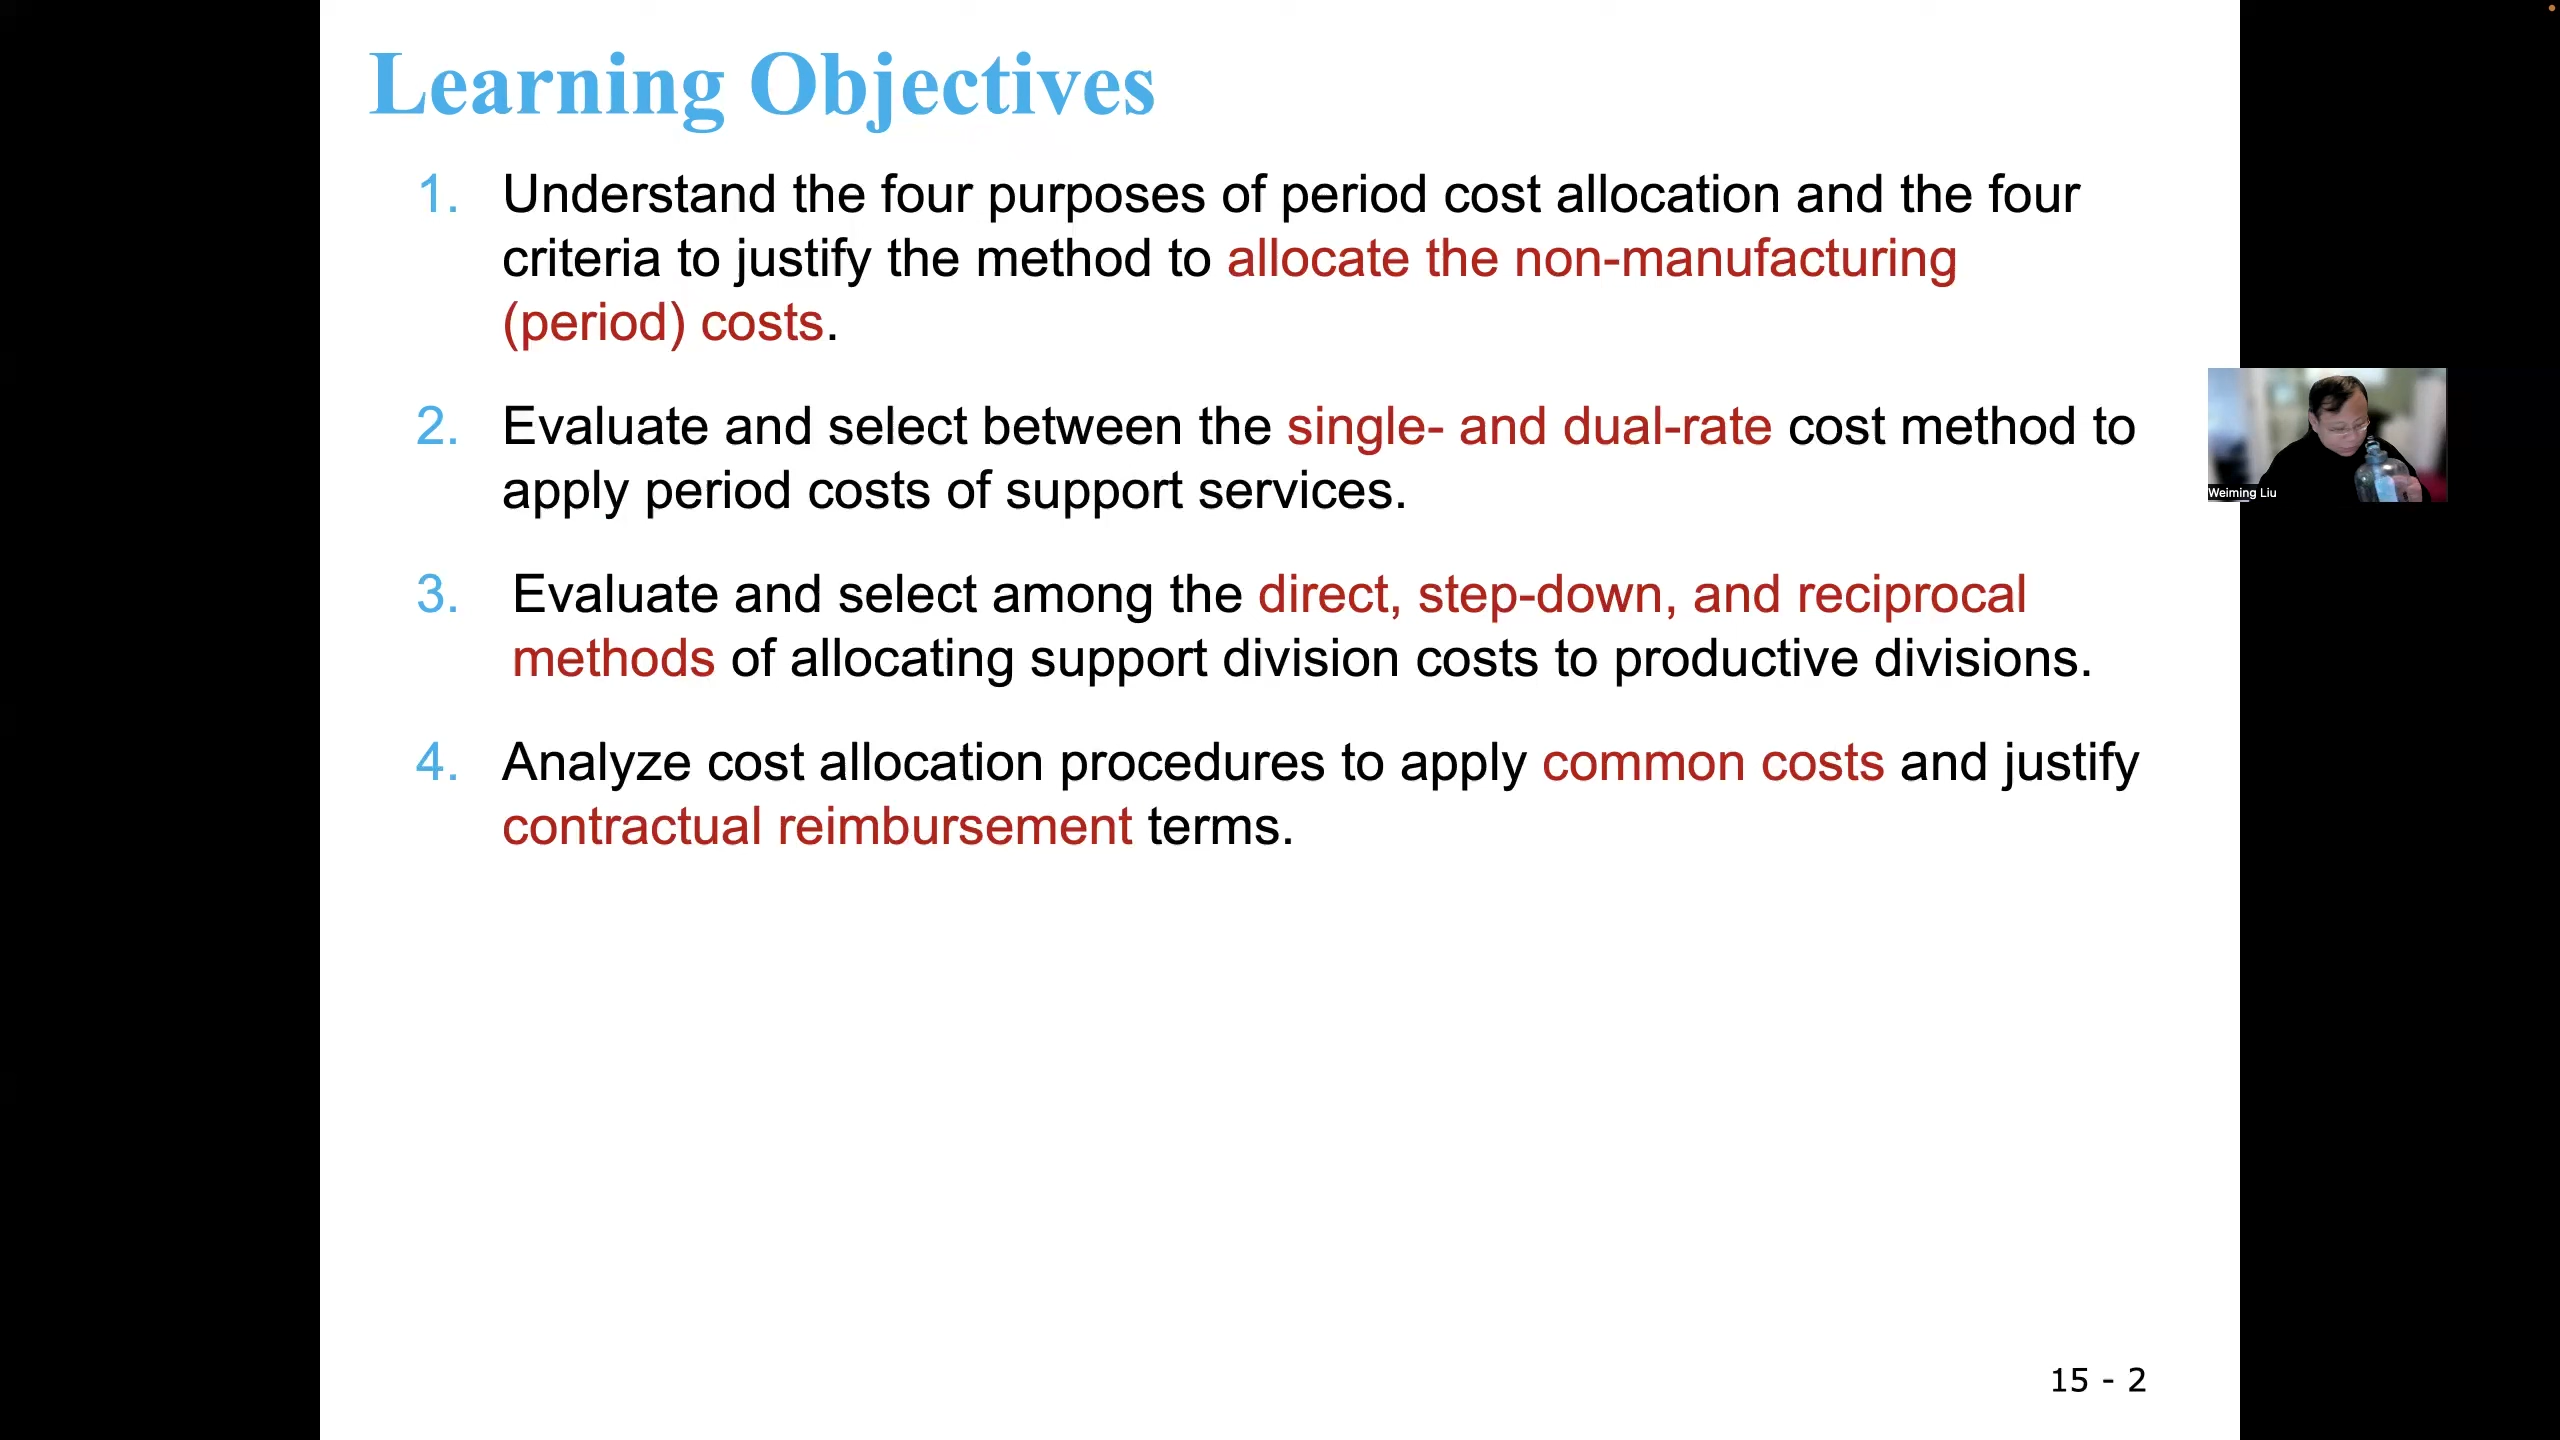 Learning Objectives
1. Understand the four purposes of period cost allocation and the four
criteria to justify the method to allocate the non-manufacturing
(period) costs.
2. Evaluate and select between the single- and dual-rate cost method to
apply period costs of support services.
3. Evaluate and select among the direct, step-down, and reciprocal
methods of allocating support division costs to productive divisions.
4. Analyze cost allocation procedures to apply common costs and justify
contractual reimbursement terms.
Weiming Liu
15 - 2